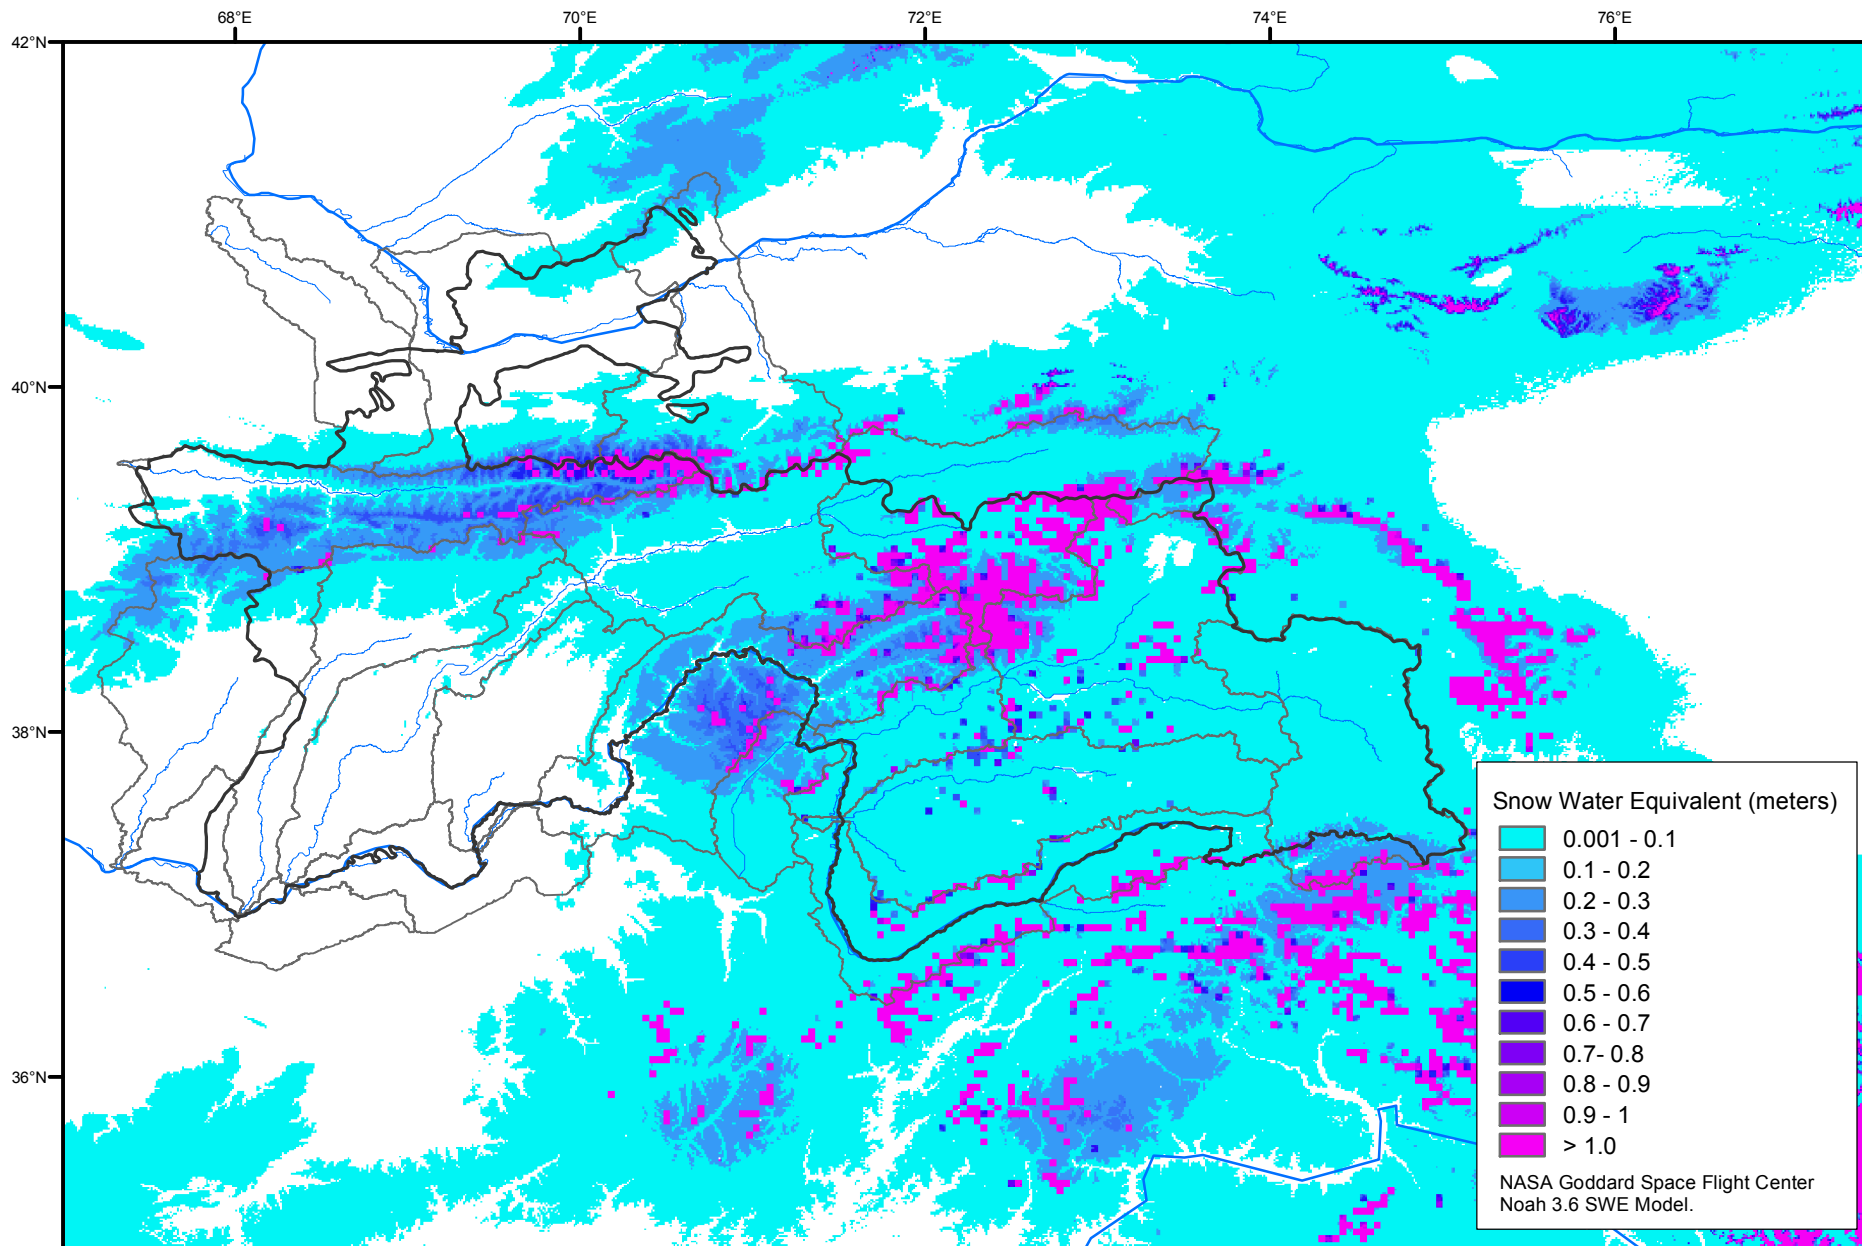 68°E 70°E 72°E 74°E 76°E
42°N
40°N
38°N
36°N
Snow Water Equivalent (meters)
0.001 - 0.1
0.1 - 0.2
0.2 - 0.3
0.3 - 0.4
0.4 - 0.5
0.5 - 0.6
0.6 - 0.7
0.7- 0.8
0.8 - 0.9
0.9 - 1
> 1.0
NASA Goddard Space Flight Center
Noah 3.6 SWE Model.